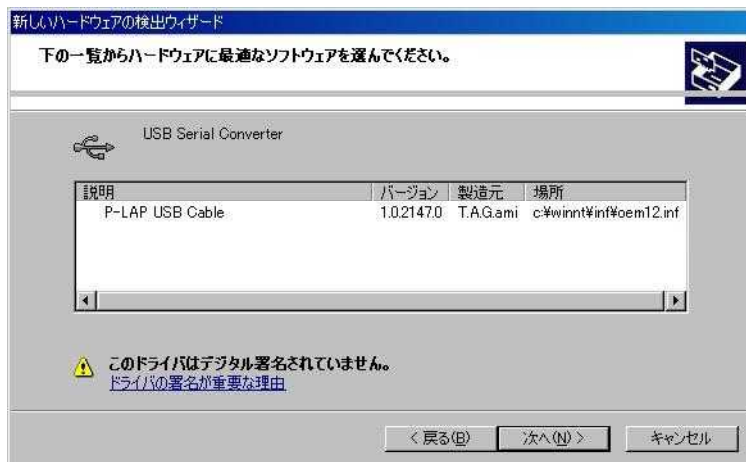 新しいハードウェアの検出ウィザード
下の一覧からハードウェアに最適なソフトウェアを選んでください。
USB Serial Converter
説明 バージョン 製造元 場所
P-LAP USB Cable 1.0.2147.0 T.A.G.ami c:¥winnt¥inf¥oem12.inf
このドライバはデジタル署名されていません。
ドライバの署名が重要な理由
< 戻る(B) 次へ(N) > キャンセル